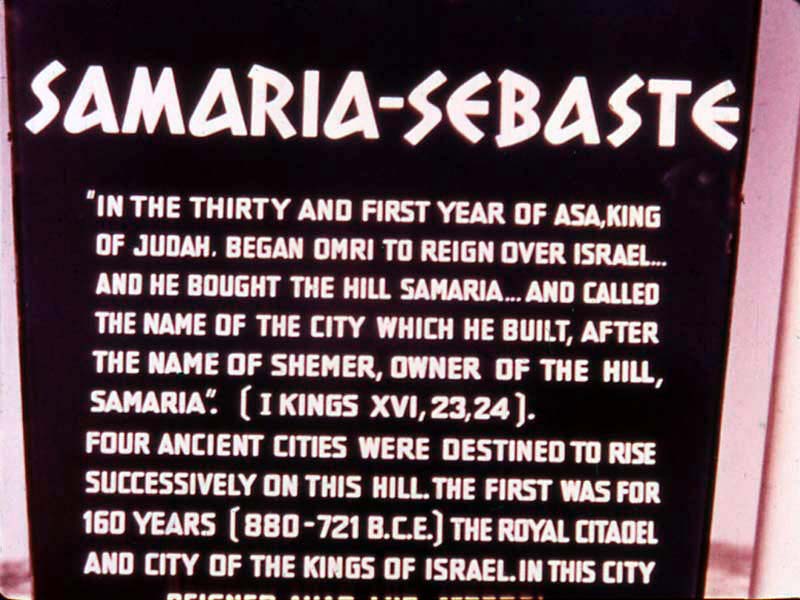 SAMARIA-SEBASTE
"IN THE THIRTY AND FIRST YEAR OF ASA,KING
OF JUDAH. BEGAN OMRI TO REIGN OVER ISRAEL...
AND HE BOUGHT THE HILL SAMARIA... AND CALLED
THE NAME OF THE CITY WHICH HE BUILT, AFTER
THE NAME OF SHEMER, OWNER OF THE HILL,
SAMARIA". (I KINGS XVI,23,24).
FOUR ANCIENT CITIES WERE DESTINED TO RISE
SUCCESSIVELY ON THIS HILL. THE FIRST WAS FOR
160 YEARS (880-721 B.C.E.) THE ROYAL CITADEL
AND CITY OF THE KINGS OF ISRAEL. IN THIS CITY